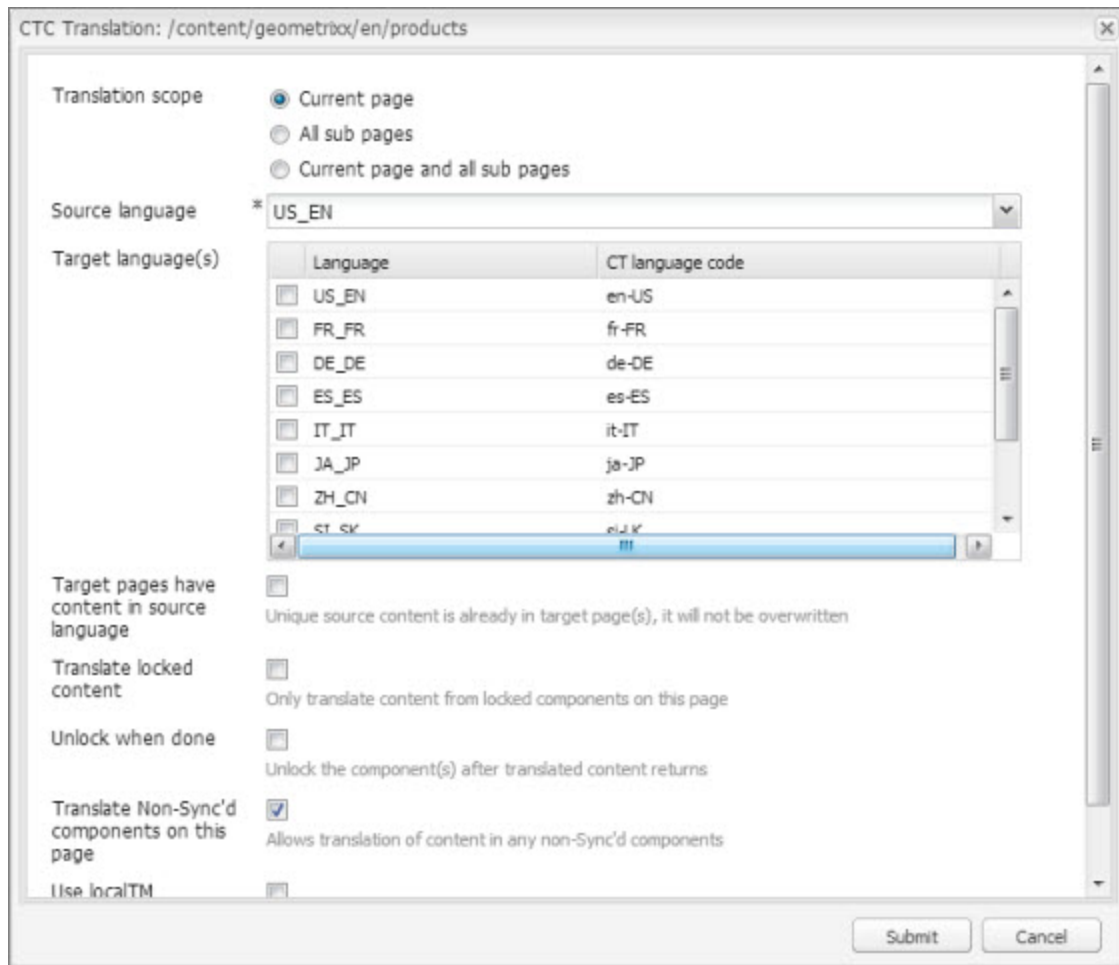 CTC Translation: /content/geometrixx/en/products
Translation scope
Current page
All sub pages
Current page and all sub pages
Source language * US_EN
Target language(s)
Language CT language code
US_EN en-US
FR_FR fr-FR
DE_DE de-DE
ES_ES es-ES
IT_IT it-IT
JA_JP ja-JP
ZH_CN zh-CN
SI_SK si-LK
Target pages have
content in source
language
Unique source content is already in target page(s), it will not be overwritten
Translate locked
content
Only translate content from locked components on this page
Unlock when done
Unlock the component(s) after translated content returns
Translate Non-Sync'd
components on this
page
Allows translation of content in any non-Sync'd components
Use localTM
Submit Cancel